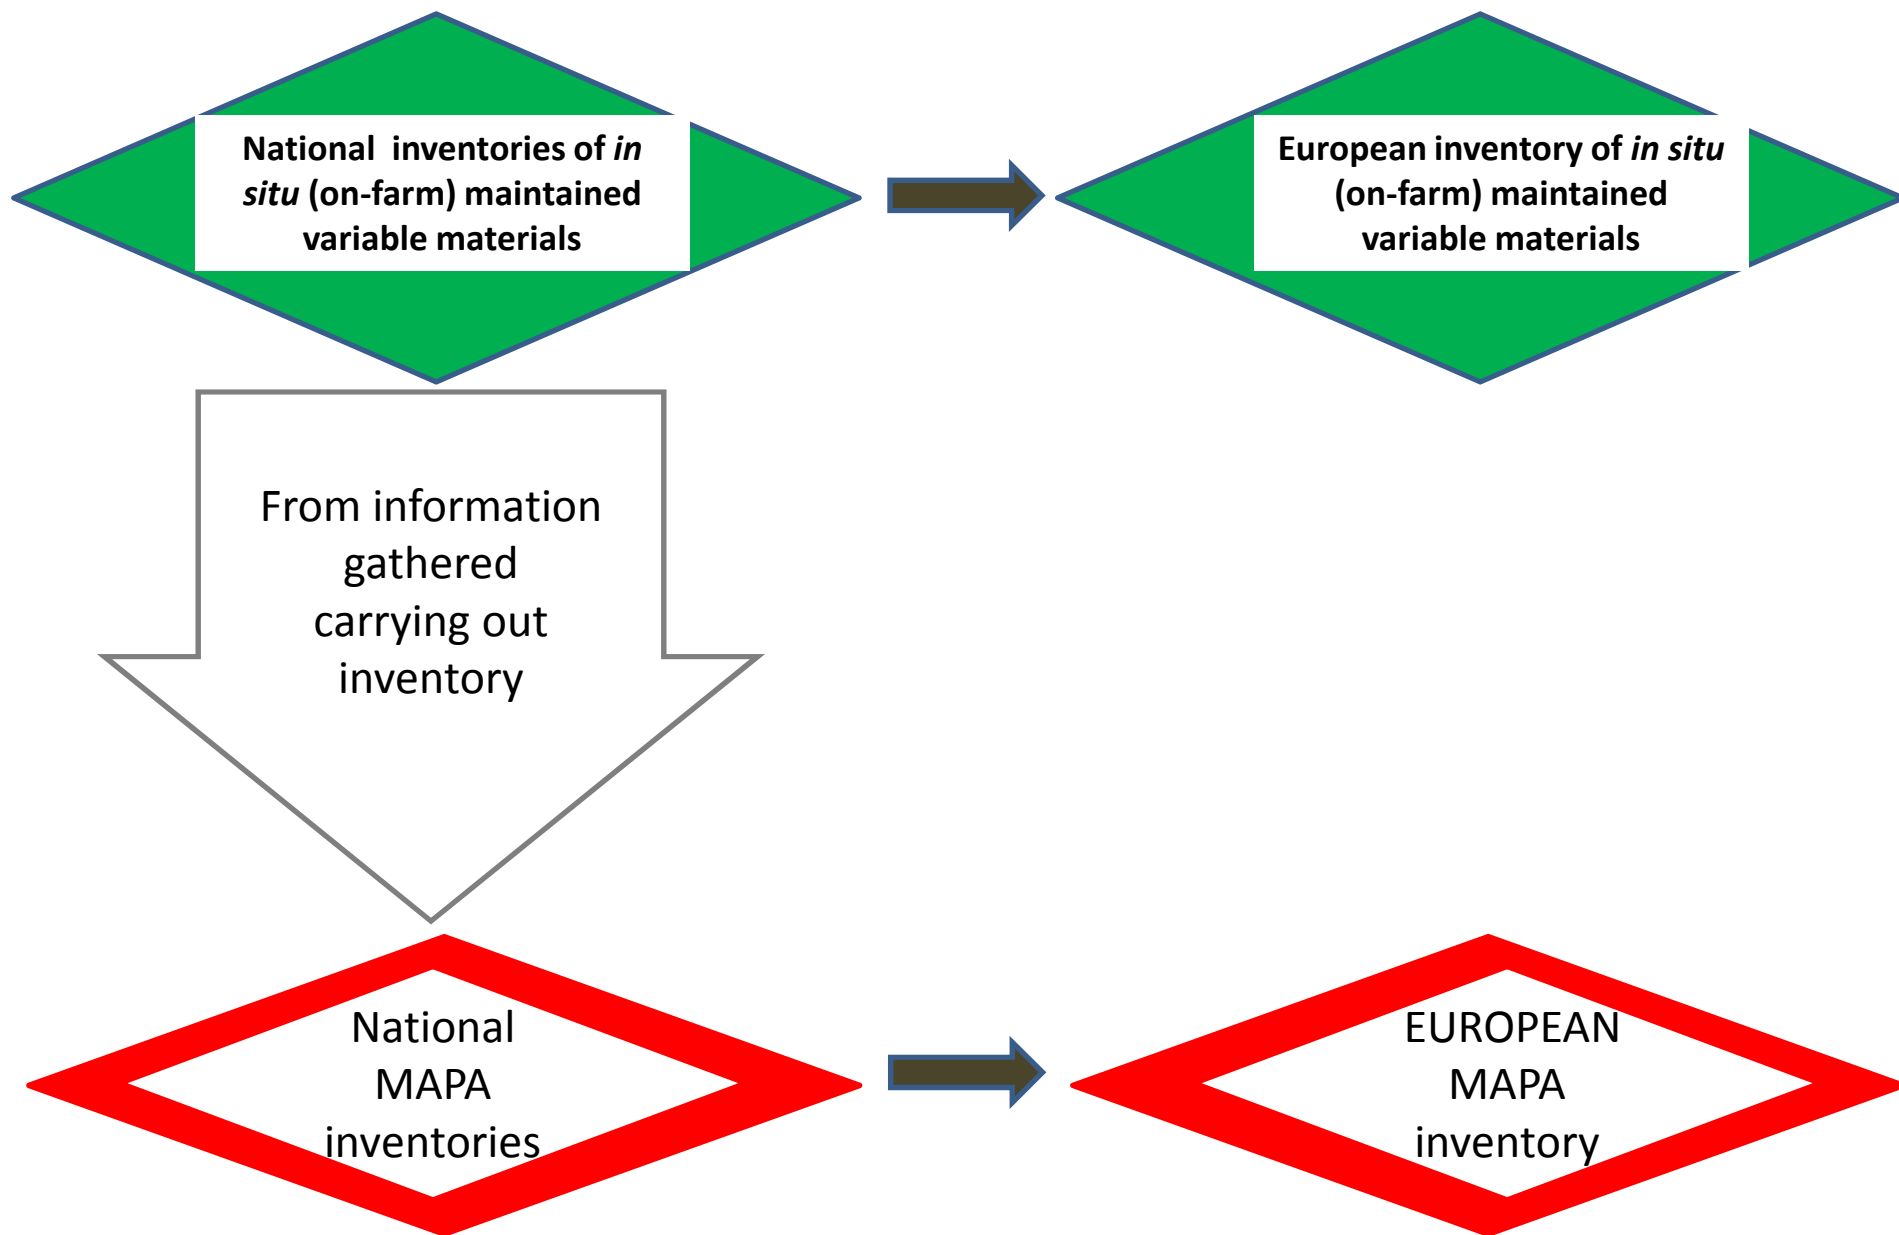 National  inventories of in
situ (on-farm) maintained
variable materials
European inventory of in situ
(on-farm) maintained
variable materials
From information
gathered
carrying out
inventory
National
MAPA
inventories
EUROPEAN
MAPA
inventory